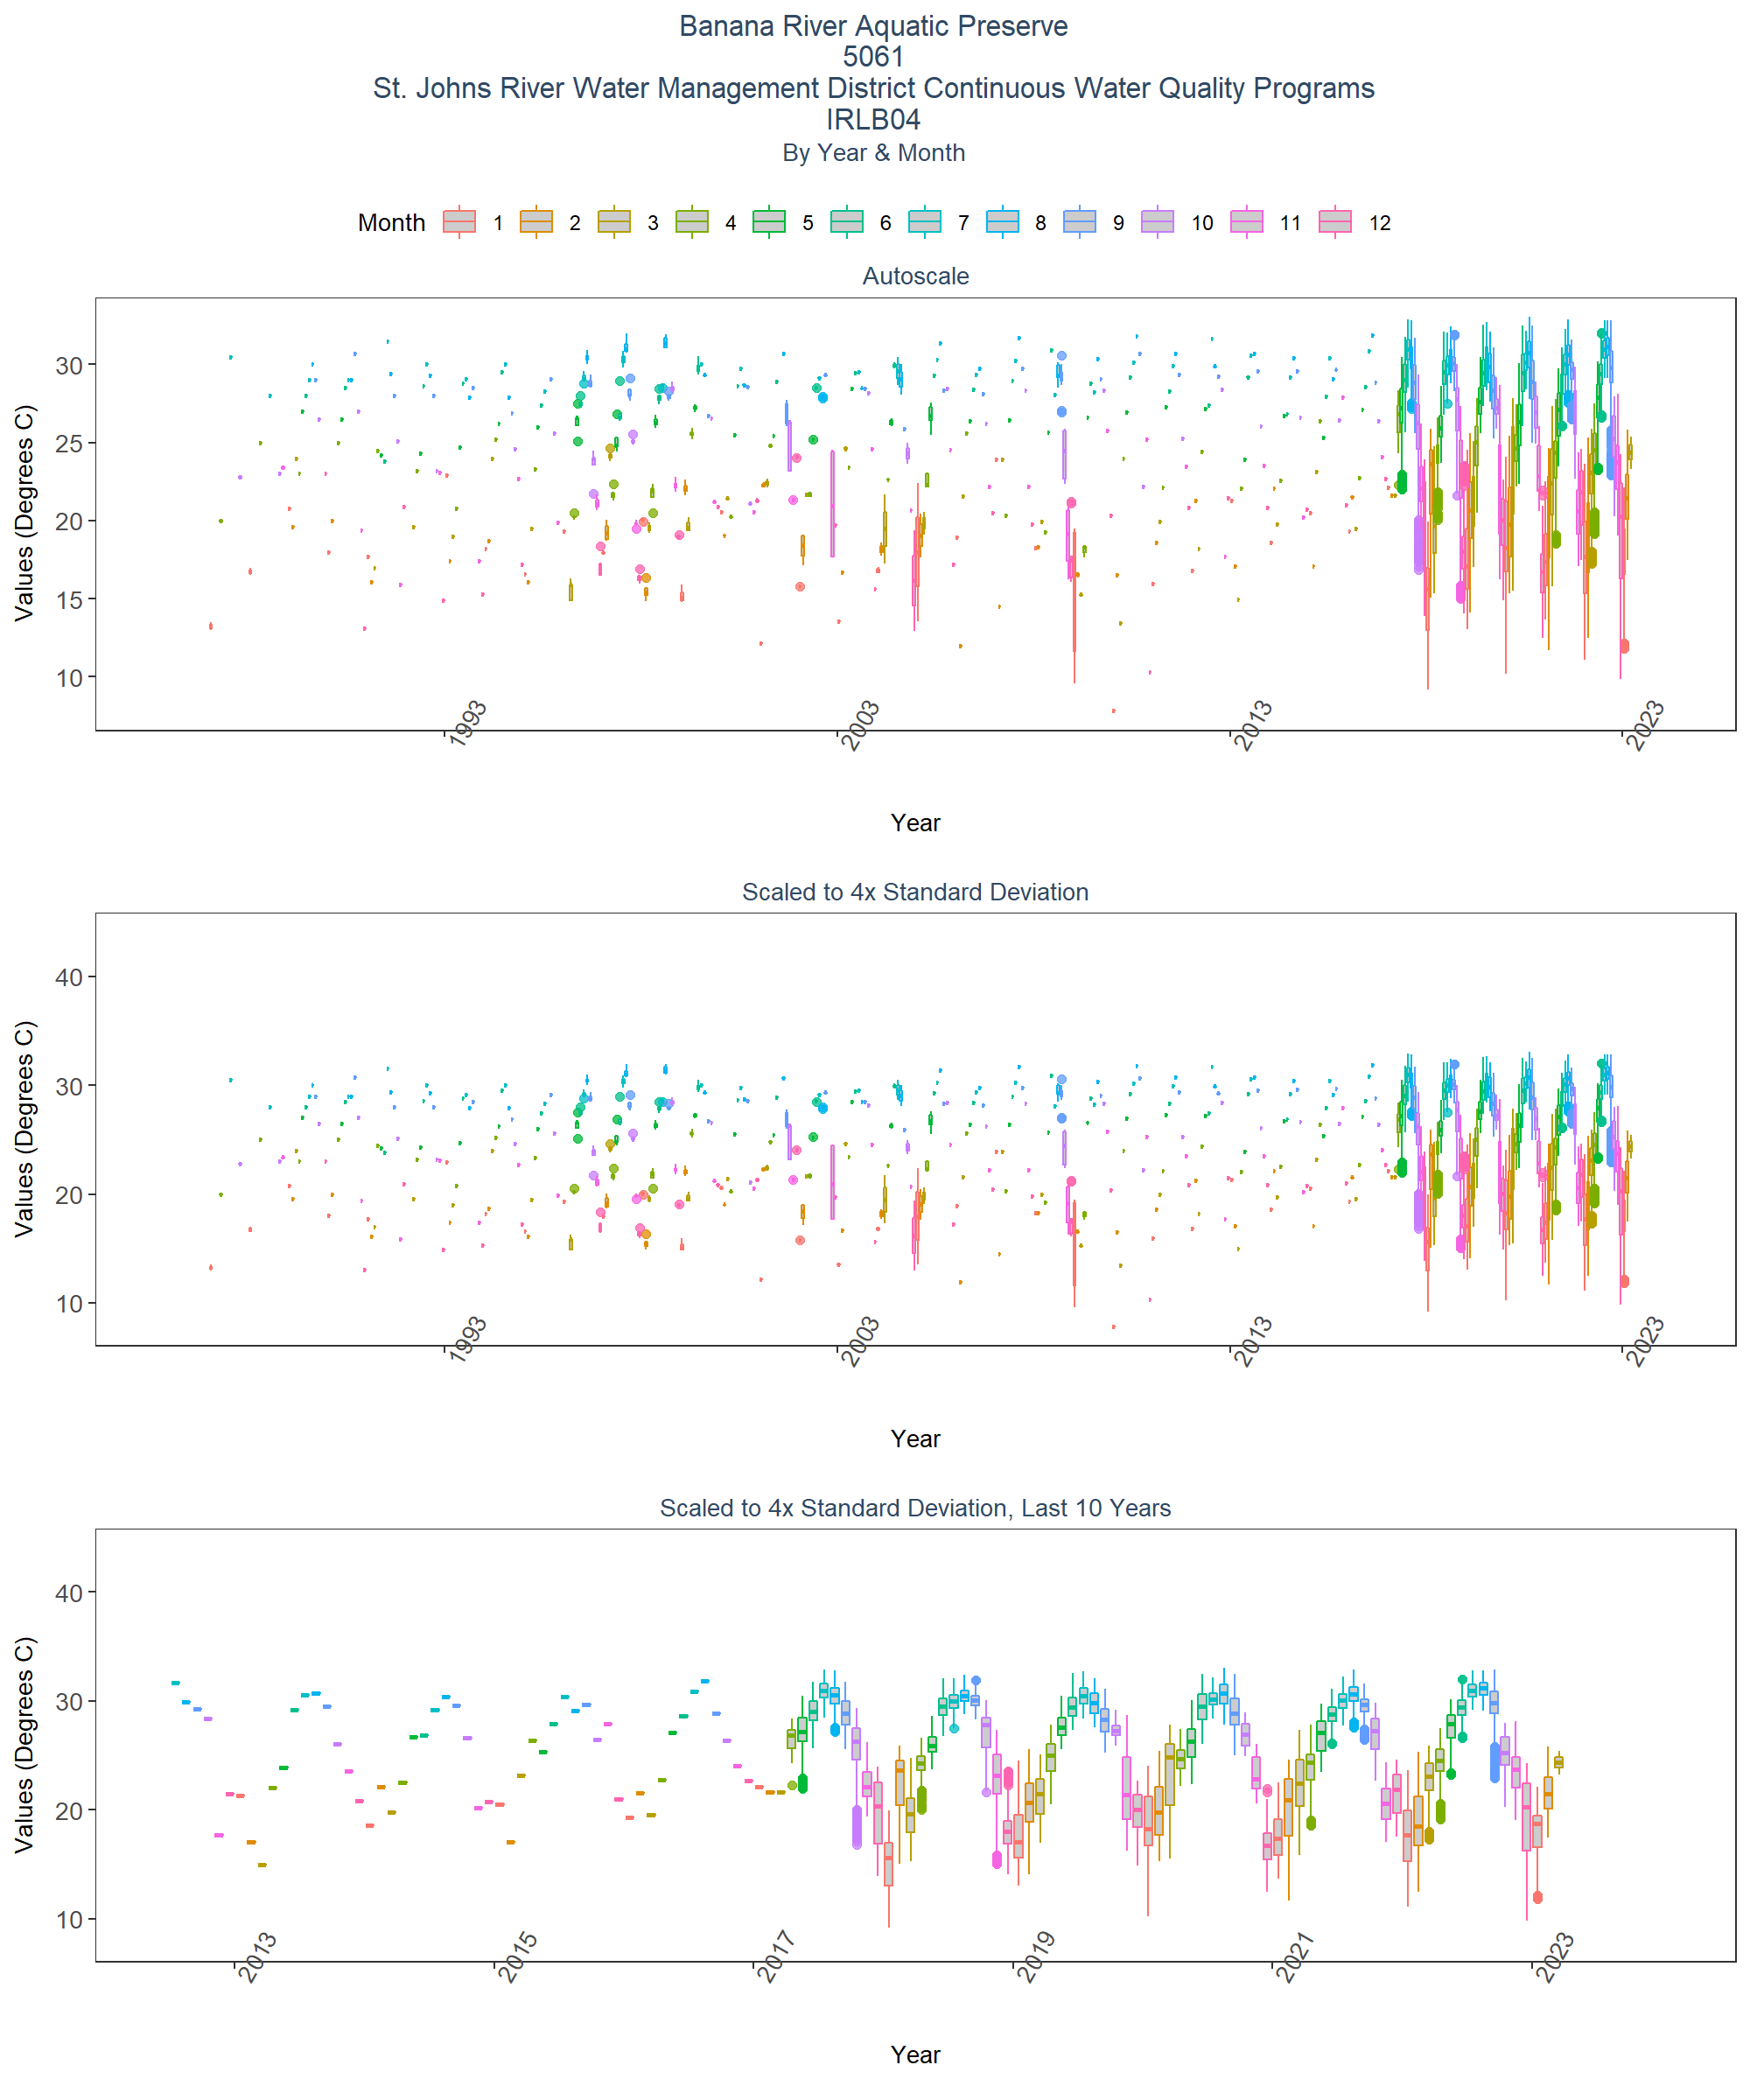 Banana River Aquatic Preserve
5061
St. Johns River Water Management District Continuous Water Quality Programs
IRLB04
By Year & Month
Month 1 2 3 4 5 6 7 8 9 10 11 12
Autoscale
Values (Degrees C)
30
25
20
15
10
1993 2003 2013 2023
Year
Scaled to 4x Standard Deviation
Values (Degrees C)
40
30
20
10
1993 2003 2013 2023
Year
Scaled to 4x Standard Deviation, Last 10 Years
Values (Degrees C)
40
30
20
10
2013 2015 2017 2019 2021 2023
Year